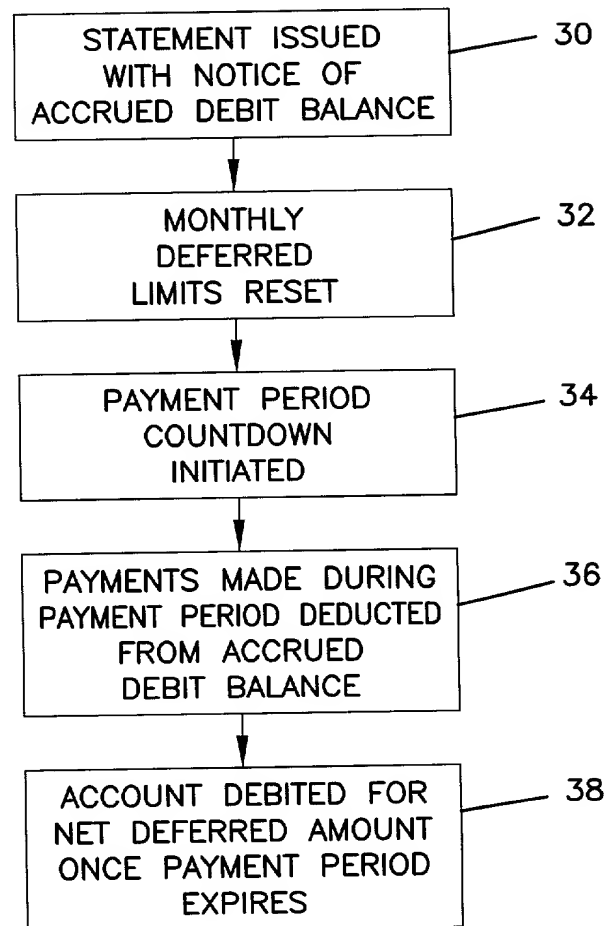 STATEMENT ISSUED
WITH NOTICE OF
ACCRUED DEBIT BALANCE
30
MONTHLY
DEFERRED
LIMITS RESET
32
PAYMENT PERIOD
COUNTDOWN
INITIATED
34
PAYMENTS MADE DURING
PAYMENT PERIOD DEDUCTED
FROM ACCRUED
DEBIT BALANCE
36
ACCOUNT DEBITED FOR
NET DEFERRED AMOUNT
ONCE PAYMENT PERIOD
EXPIRES
38